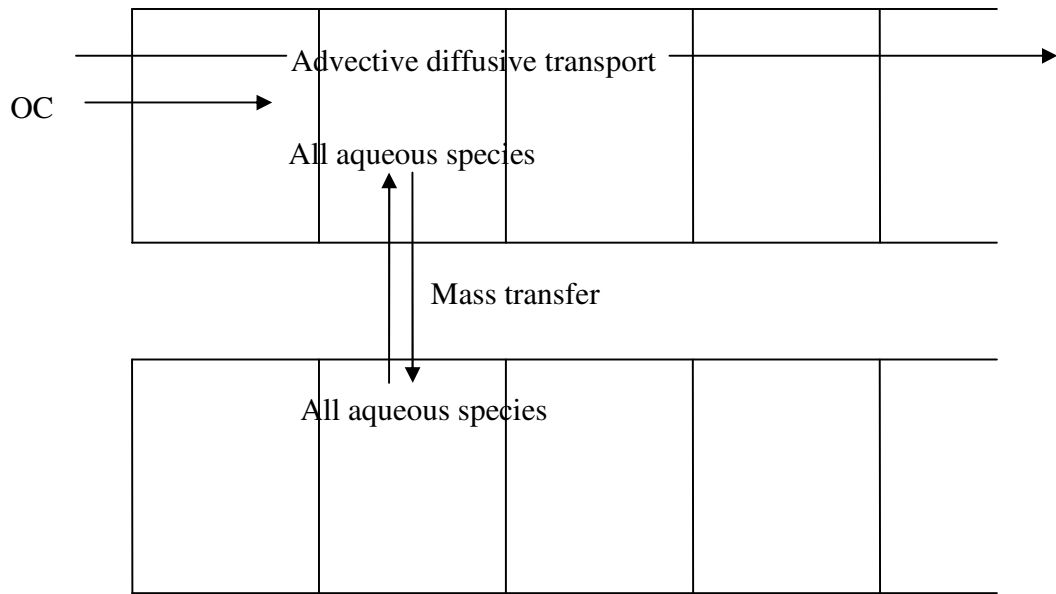 Advective diffusive transport
OC
All aqueous species
Mass transfer
All aqueous species